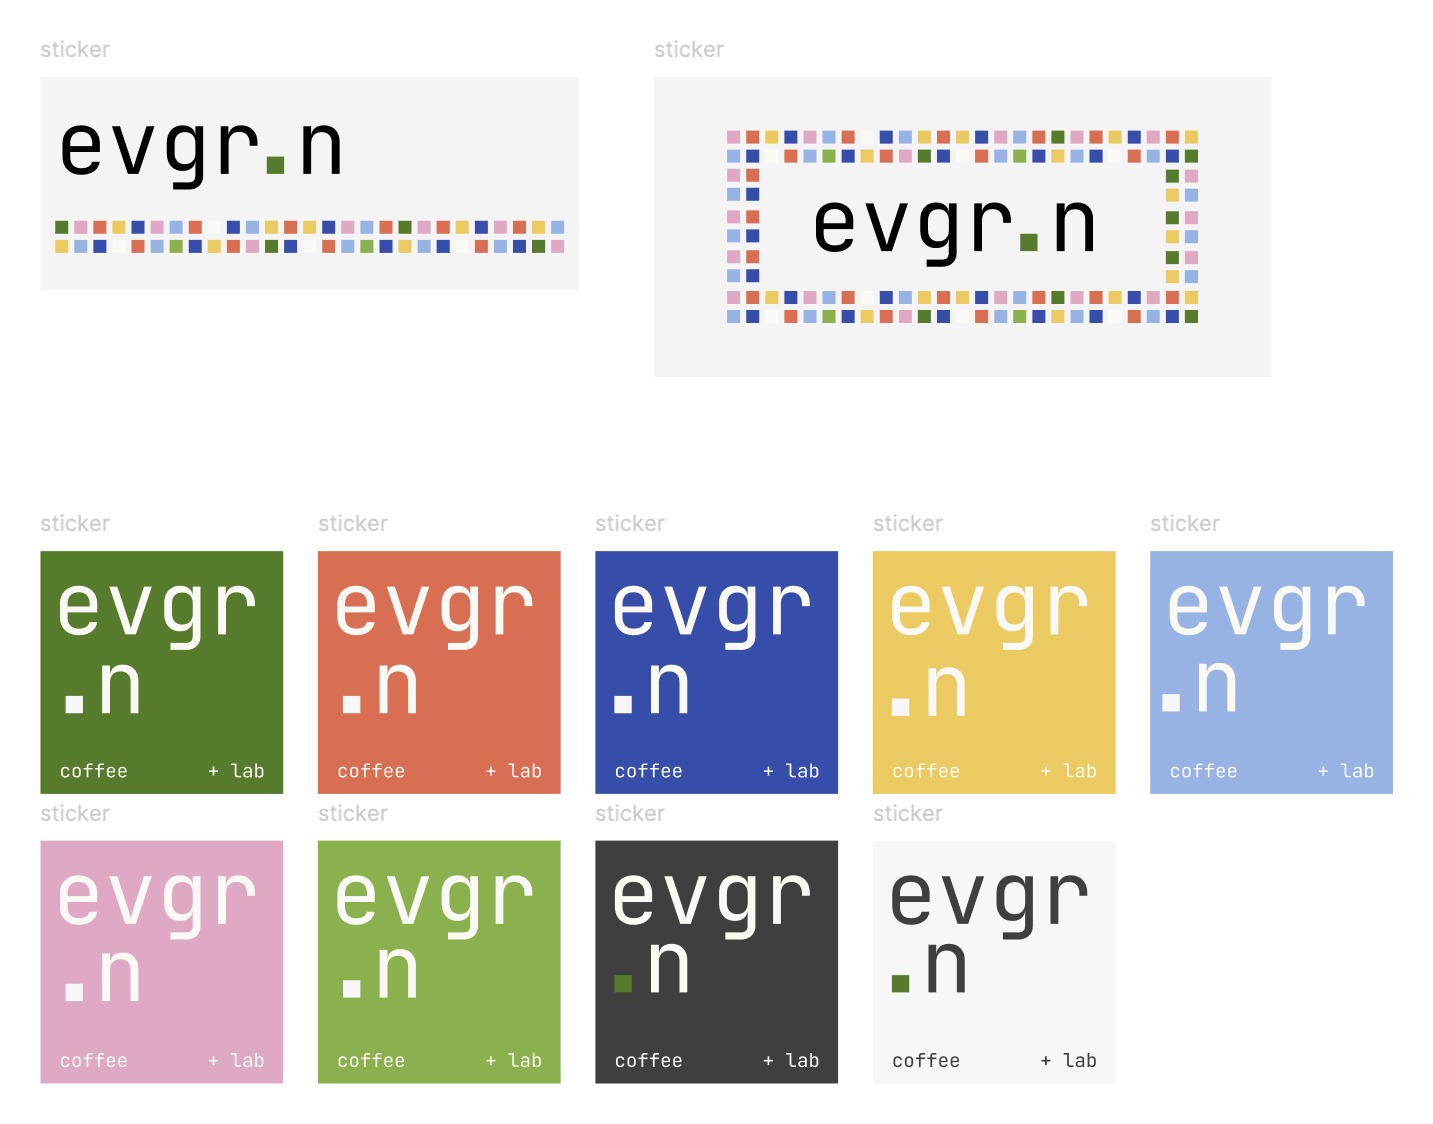 sticker
evgr.n
sticker
evgr.n
sticker
evgr
.n
coffee + lab
sticker
evgr
.n
coffee + lab
sticker
evgr
.n
coffee + lab
sticker
evgr
.n
coffee + lab
sticker
evgr
.n
coffee + lab
sticker
evgr
.n
coffee + lab
sticker
evgr
.n
coffee + lab
sticker
evgr
.n
coffee + lab
sticker
evgr
.n
coffee + lab